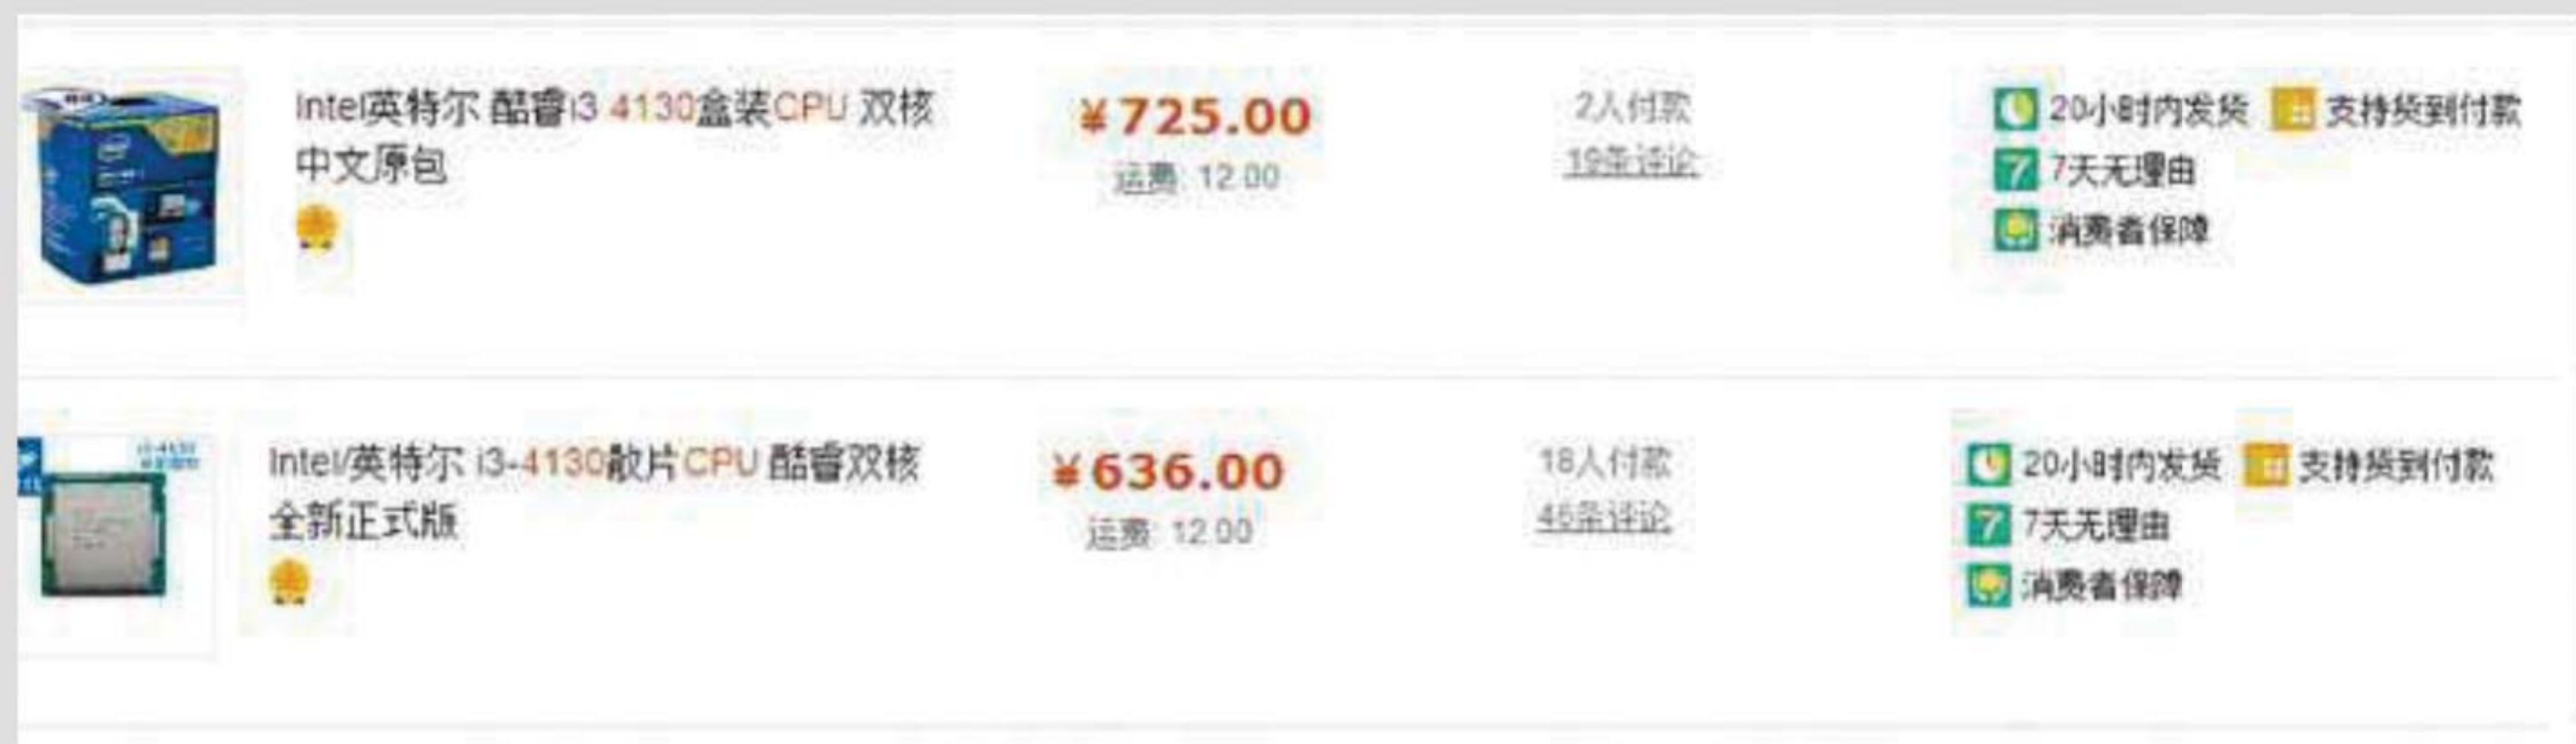 Intel英特尔 酷睿i3 4130盒装CPU 双核
中文原包
¥725.00
运费: 12.00
2人付款
19条评论
20小时内发货 支持货到付款
7 7天无理由
消费者保障
Intel/英特尔 i3-4130散片CPU 酷睿双核
全新正式版
¥636.00
运费: 12.00
18人付款
46条评论
20小时内发货 支持货到付款
7 7天无理由
消费者保障